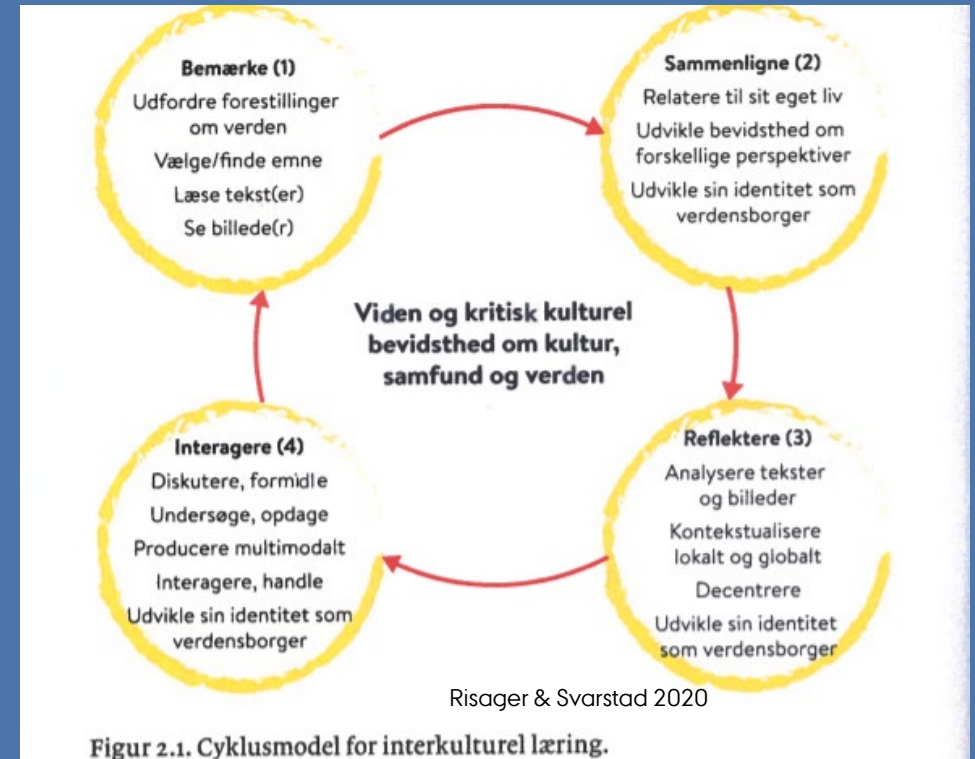 Bemærke (1)
Udfordre forestillinger
om verden
Vælge/finde emne
Læse tekst(er)
Se billede(r)
Sammenligne (2)
Relatere til sit eget liv
Udvikle bevidsthed om
forskellige perspektiver
Udvikle sin identitet som
verdensborger
Viden og kritisk kulturel
bevidsthed om kultur,
samfund og verden
Reflektere (3)
Analysere tekster
og billeder
Kontekstualisere
lokalt og globalt
Decentrere
Udvikle sin identitet
som verdensborger
Interagere (4)
Diskutere, formidle
Undersøge, opdage
Producere multimodalt
Interagere, handle
Udvikle sin identitet som
verdensborger
Risager & Svarstad 2020
Figur 2.1. Cyklusmodel for interkulturel læring.